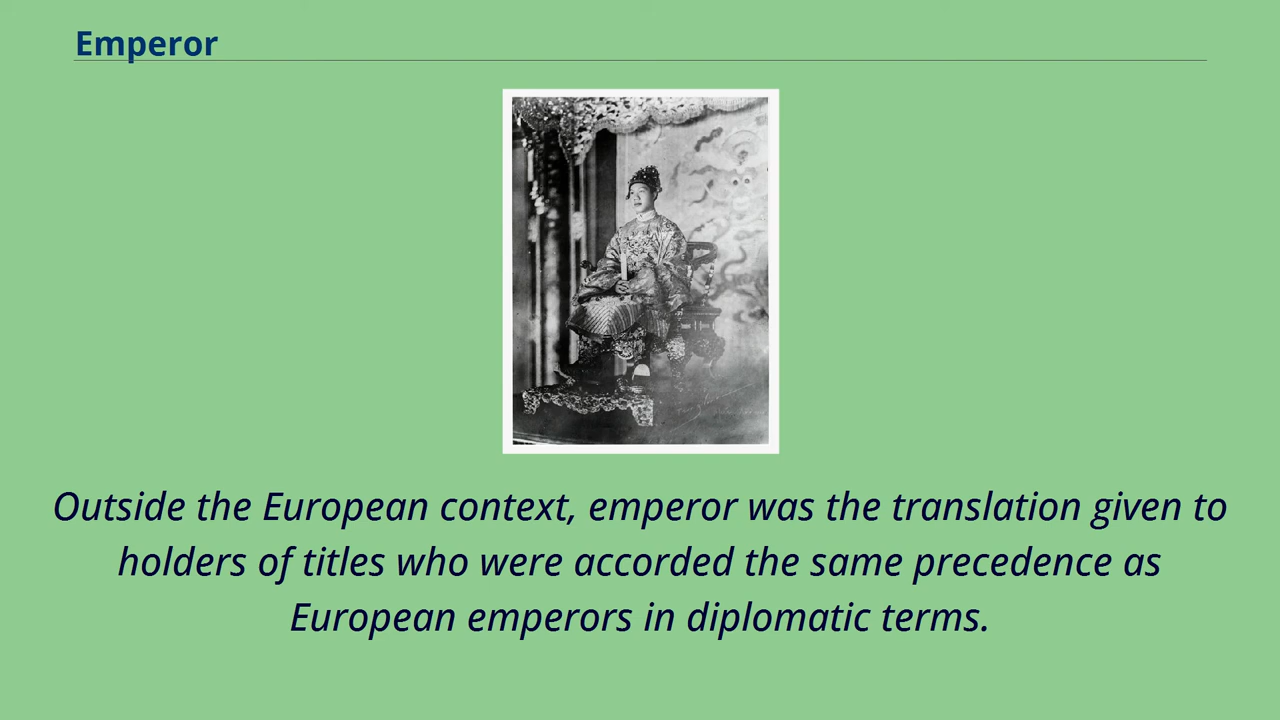 Emperor
Outside the European context, emperor was the translation given to
holders of titles who were accorded the same precedence as
European emperors in diplomatic terms.